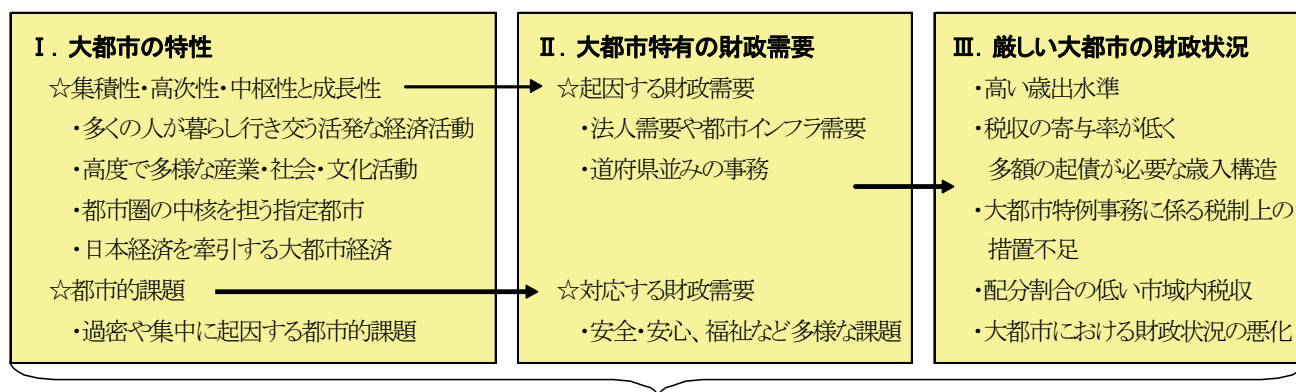 Ⅰ．大都市の特性
☆集積性・高次性・中枢性と成長性
・多くの人が暮らし行き交う活発な経済活動
・高度で多様な産業・社会・文化活動
・都市圏の中核を担う指定都市
・日本経済を牽引する大都市経済
☆都市的課題
・過密や集中に起因する都市的課題
Ⅱ．大都市特有の財政需要
☆起因する財政需要
・法人需要や都市インフラ需要
・道府県並みの事務
☆対応する財政需要
・安全・安心、福祉など多様な課題
Ⅲ．厳しい大都市の財政状況
・高い歳出水準
・税収の寄与率が低く
多額の起債が必要な歳入構造
・大都市特例事務に係る税制上の
措置不足
・配分割合の低い市域内税収
・大都市における財政状況の悪化